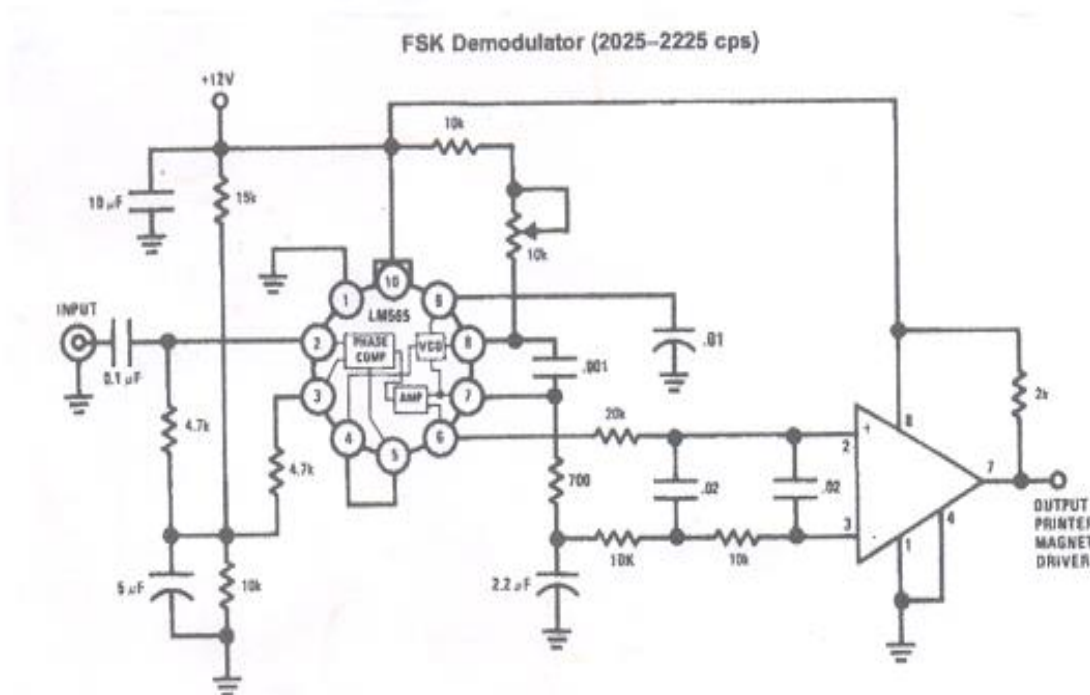 FSK Demodulator (2025–2225 cps)
+12V
10k
10 µF
15k
10k
1
10
9
LM565
INPUT
2
PHASE
COMP
VCO
8
.01
0.1 µF
.001
3
AMP
7
2k
4.7k
4
5
6
20k
4.7k
2
+
8
700
.02
.02
7
OUTPUT
PRINTER
MAGNET
DRIVER
3
-
4
1
5 µF
10k
2.2 µF
10K
10k